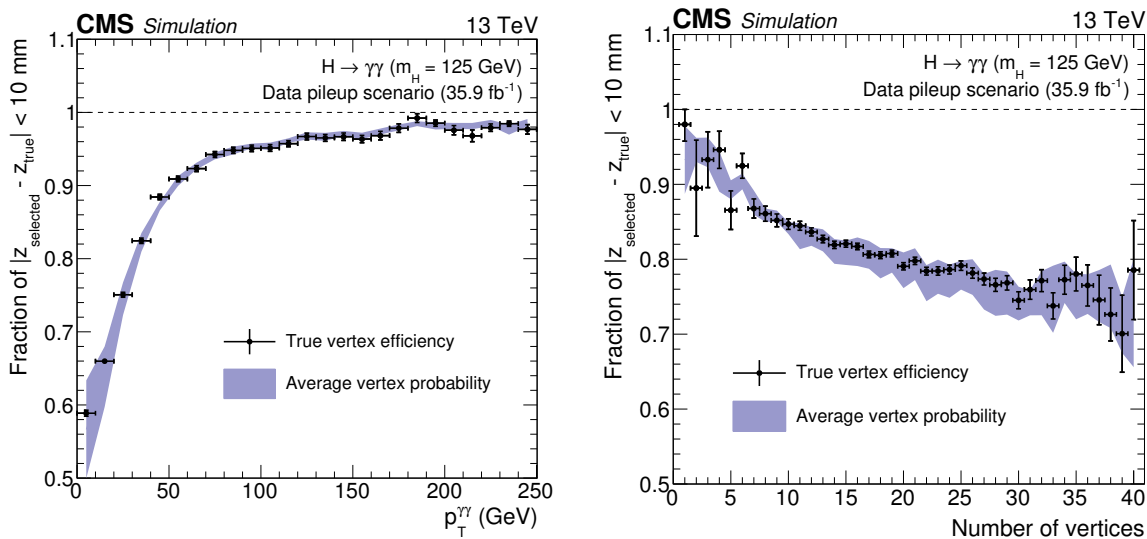 CMS Simulation 13 TeV
H → γγ (m_H = 125 GeV)
Data pileup scenario (35.9 fb⁻¹)
Fraction of |z_selected - z_true| < 10 mm
1.1
1
0.9
0.8
0.7
0.6
0.5
True vertex efficiency
Average vertex probability
0 50 100 150 200 250
p_T^γγ (GeV)
CMS Simulation 13 TeV
H → γγ (m_H = 125 GeV)
Data pileup scenario (35.9 fb⁻¹)
Fraction of |z_selected - z_true| < 10 mm
1.1
1
0.9
0.8
0.7
0.6
0.5
True vertex efficiency
Average vertex probability
0 5 10 15 20 25 30 35 40
Number of vertices